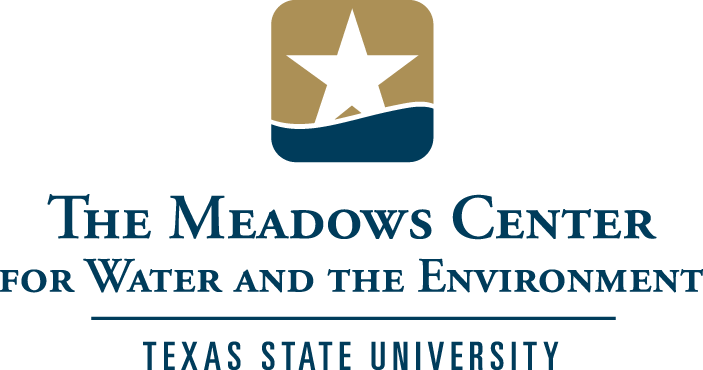 The Meadows Center
for Water and the Environment
TEXAS STATE UNIVERSITY